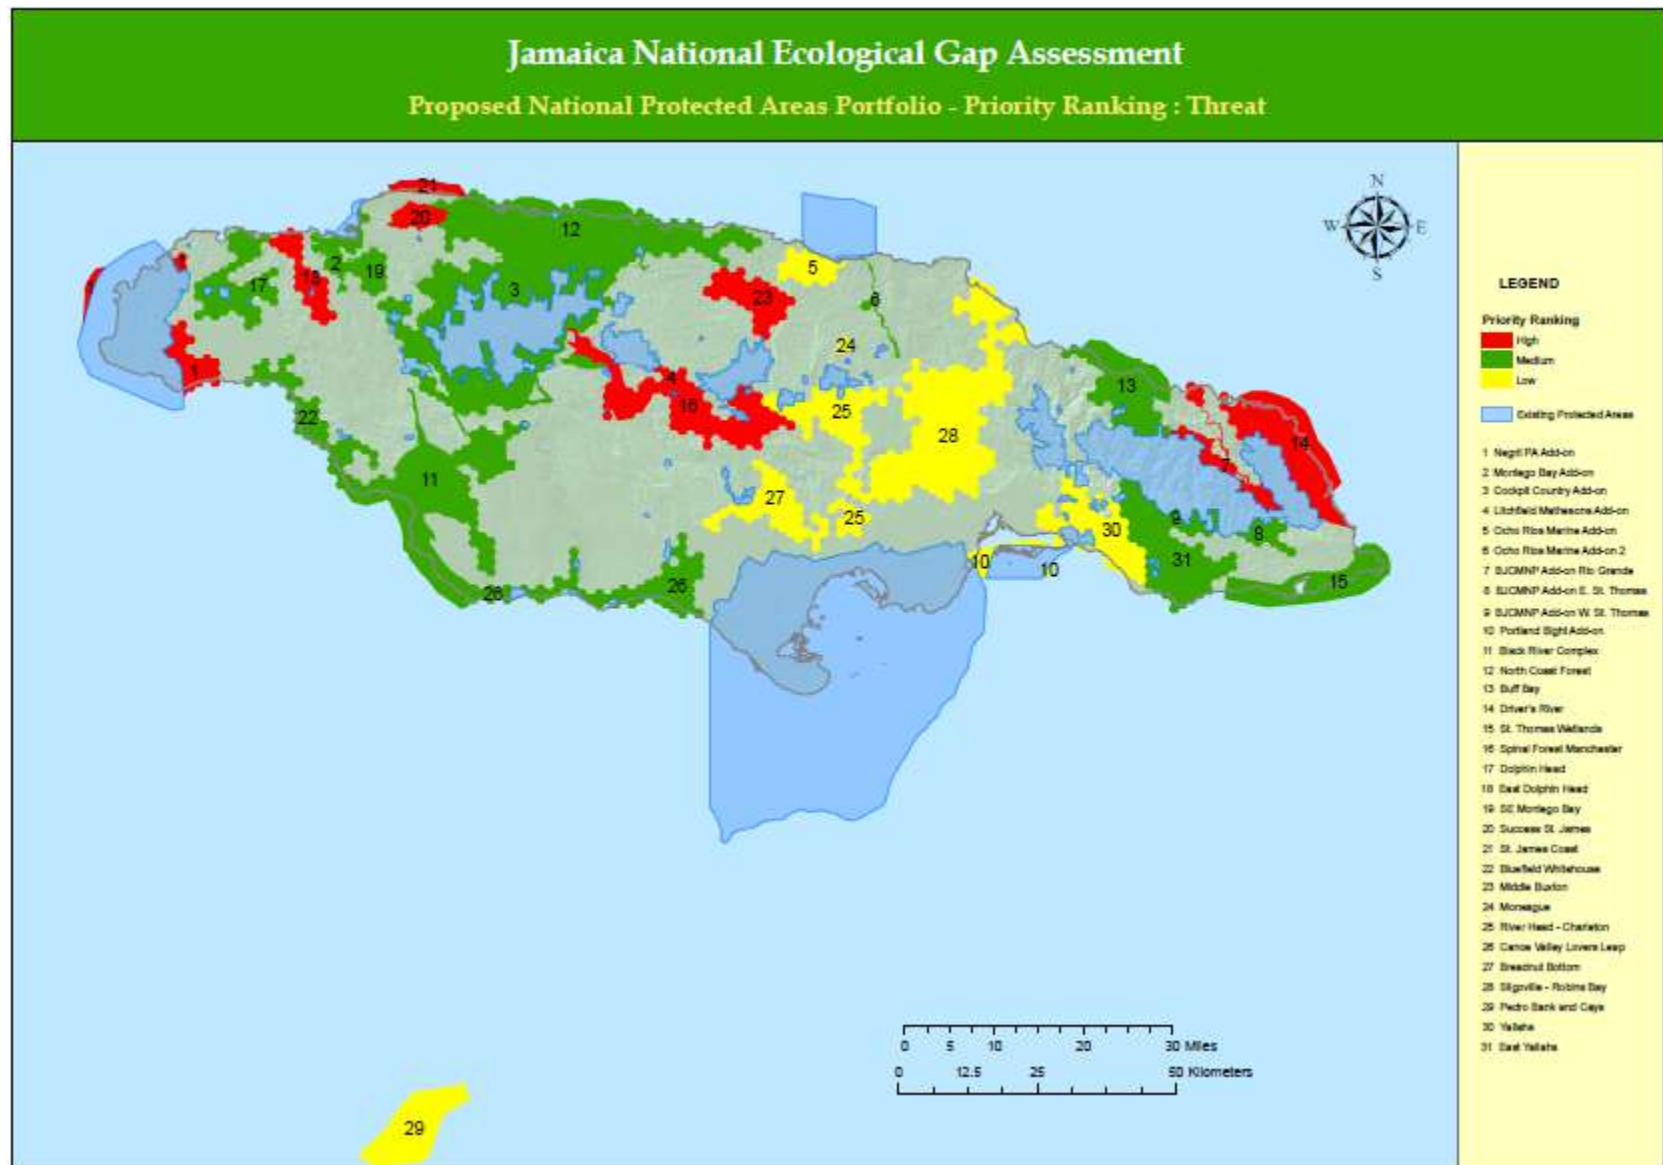 Jamaica National Ecological Gap Assessment
Proposed National Protected Areas Portfolio - Priority Ranking : Threat
N
W E
S
21
20
12
2
19
17
18
3
5
6
23
24
1
1
4
16
25
28
13
14
7
22
11
27
25
30
9
8
31
10
10
15
26
26
29
0 5 10 20 30 Miles
0 12.5 25 50 Kilometers
LEGEND
Priority Ranking
High
Medium
Low
Existing Protected Areas
1 Negril PA Add-on
2 Montego Bay Add-on
3 Cockpit Country Add-on
4 Litchfield Mathesons Add-on
5 Ocho Rios Marine Add-on
6 Ocho Rios Marine Add-on 2
7 BJCMNP Add-on Rio Grande
8 BJCMNP Add-on E. St. Thomas
9 BJCMNP Add-on W. St. Thomas
10 Portland Bight Add-on
11 Black River Complex
12 North Coast Forest
13 Buff Bay
14 Driver's River
15 St. Thomas Wetlands
16 Spinal Forest Manchester
17 Dolphin Head
18 East Dolphin Head
19 SE Montego Bay
20 Success St. James
21 St. James Coast
22 Bluefield Whitehouse
23 Middle Buxton
24 Moneague
25 River Head - Charleton
26 Canoe Valley Lovers Leap
27 Breadnut Bottom
28 Sligoville - Robins Bay
29 Pedro Bank and Cays
30 Yallahs
31 East Yallahs